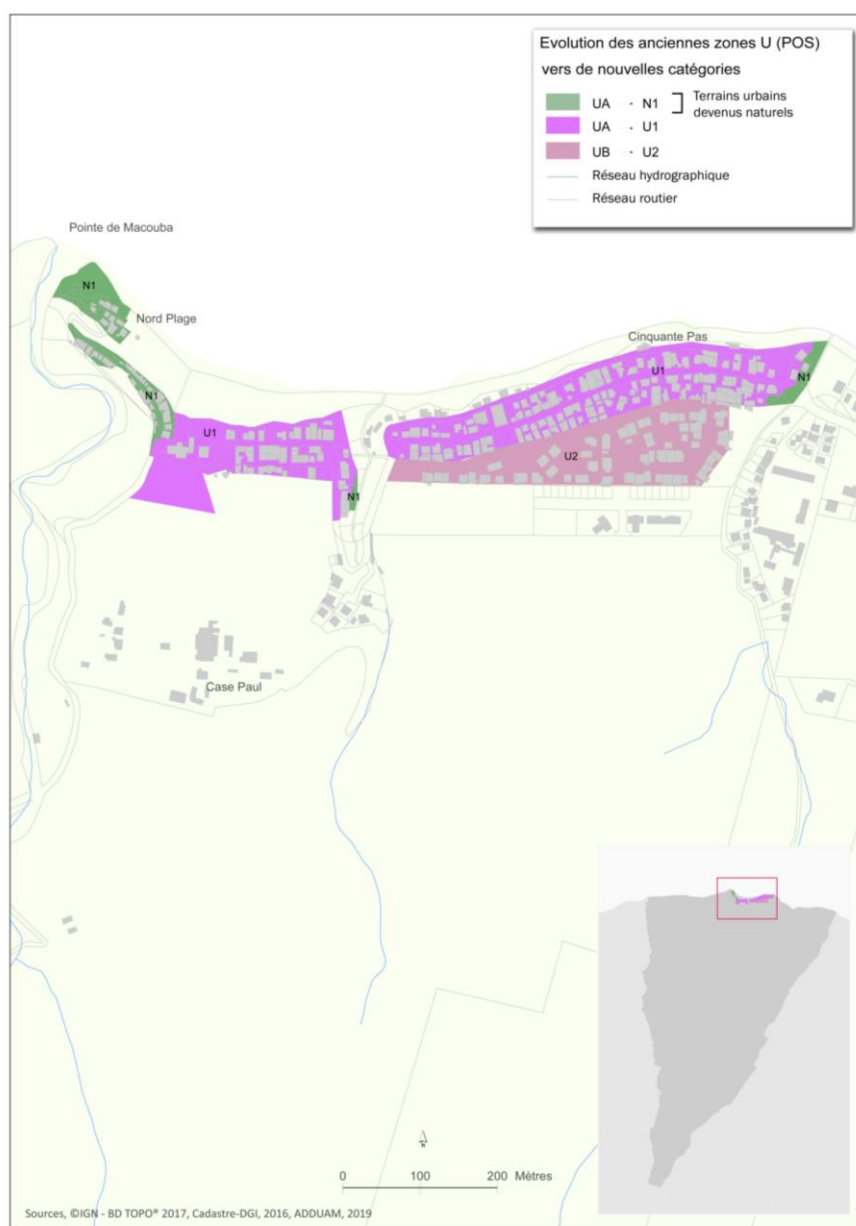 Evolution des anciennes zones U (POS)
vers de nouvelles catégories
UA · N1
Terrains urbains
devenus naturels
UA · U1
UB · U2
Réseau hydrographique
Réseau routier
Pointe de Macouba
N1
Nord Plage
Cinquante Pas
U1
N1
N1
U1
U2
N1
Case Paul
N
0 100 200 Mètres
Sources, ©IGN - BD TOPO® 2017, Cadastre-DGI, 2016, ADDUAM, 2019